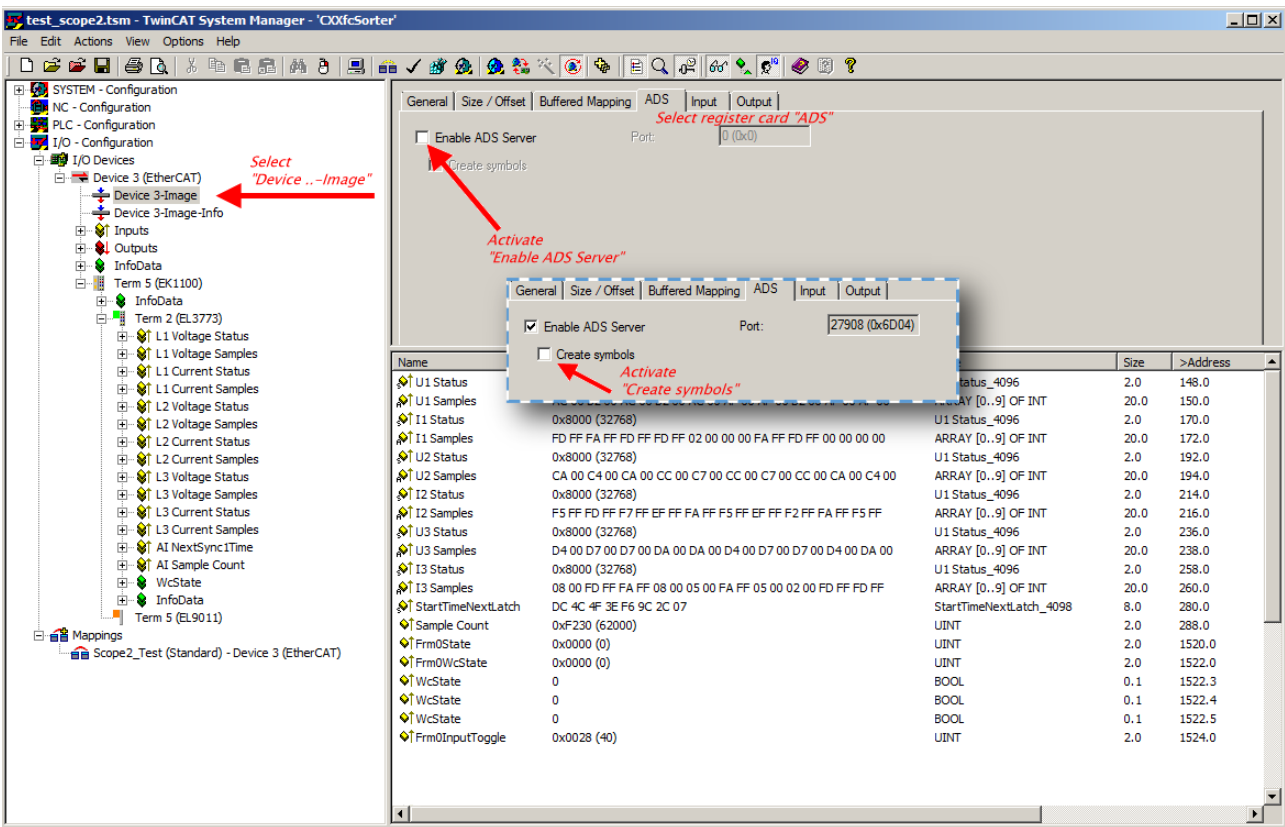 test_scope2.tsm - TwinCAT System Manager - 'CXXfcSorter'
File Edit Actions View Options Help
SYSTEM - Configuration
NC - Configuration
PLC - Configuration
I/O - Configuration
I/O Devices
Device 3 (EtherCAT)
Device 3-Image
Device 3-Image-Info
Inputs
Outputs
InfoData
Term 5 (EK1100)
InfoData
Term 2 (EL3773)
L1 Voltage Status
L1 Voltage Samples
L1 Current Status
L1 Current Samples
L2 Voltage Status
L2 Voltage Samples
L2 Current Status
L2 Current Samples
L3 Voltage Status
L3 Voltage Samples
L3 Current Status
L3 Current Samples
AI NextSync1Time
AI Sample Count
WcState
InfoData
Term 5 (EL9011)
Mappings
Scope2_Test (Standard) - Device 3 (EtherCAT)
Select
"Device ..-Image"
General Size / Offset Buffered Mapping ADS Input Output
Select register card "ADS"
Enable ADS Server Port: 0 (0x0)
Create symbols
Activate
"Enable ADS Server"
General Size / Offset Buffered Mapping ADS Input Output
Enable ADS Server Port: 27908 (0x6D04)
Create symbols
Activate
"Create symbols"
Name Size >Address
U1 Status tatus_4096 2.0 148.0
U1 Samples [0..9] OF INT 20.0 150.0
I1 Status 0x8000 (32768) U1 Status_4096 2.0 170.0
I1 Samples FD FF FA FF FD FF FD FF 02 00 00 00 FA FF FD FF 00 00 00 00 ARRAY [0..9] OF INT 20.0 172.0
U2 Status 0x8000 (32768) U1 Status_4096 2.0 192.0
U2 Samples CA 00 C4 00 CA 00 CC 00 C7 00 CC 00 C7 00 CC 00 CA 00 C4 00 ARRAY [0..9] OF INT 20.0 194.0
I2 Status 0x8000 (32768) U1 Status_4096 2.0 214.0
I2 Samples F5 FF FD FF F7 FF EF FF FA FF F5 FF EF FF F2 FF FA FF F5 FF ARRAY [0..9] OF INT 20.0 216.0
U3 Status 0x8000 (32768) U1 Status_4096 2.0 236.0
U3 Samples D4 00 D7 00 D7 00 DA 00 DA 00 D4 00 D7 00 D7 00 D4 00 DA 00 ARRAY [0..9] OF INT 20.0 238.0
I3 Status 0x8000 (32768) U1 Status_4096 2.0 258.0
I3 Samples 08 00 FD FF FA FF 08 00 05 00 FA FF 05 00 02 00 FD FF FD FF ARRAY [0..9] OF INT 20.0 260.0
StartTimeNextLatch DC 4C 4F 3E F6 9C 2C 07 StartTimeNextLatch_4098 8.0 280.0
Sample Count 0xF230 (62000) UINT 2.0 288.0
Frm0State 0x0000 (0) UINT 2.0 1520.0
Frm0WcState 0x0000 (0) UINT 2.0 1522.0
WcState 0 BOOL 0.1 1522.3
WcState 0 BOOL 0.1 1522.4
WcState 0 BOOL 0.1 1522.5
Frm0InputToggle 0x0028 (40) UINT 2.0 1524.0